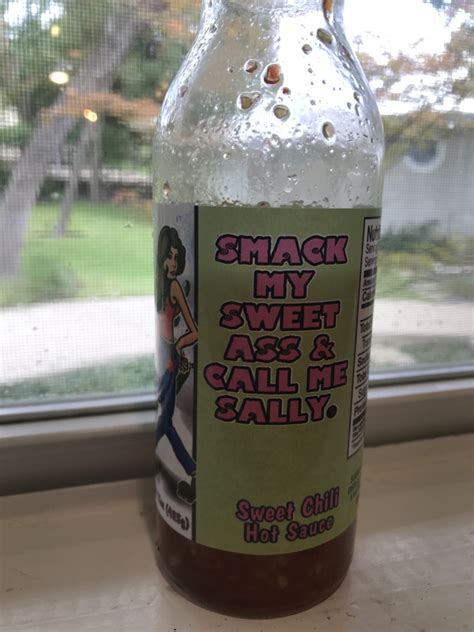 SMACK
MY
SWEET
ASS &
CALL ME
SALLY.
Sweet Chili
Hot Sauce